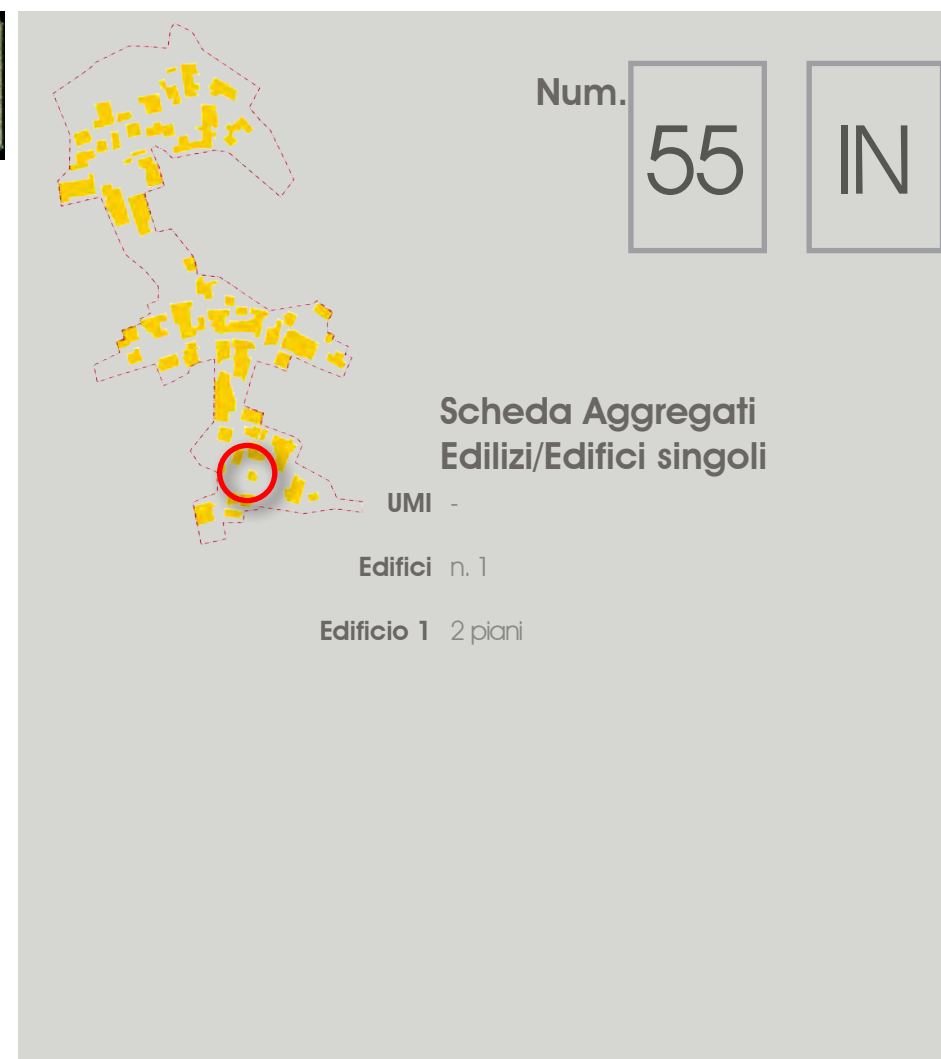 Num.
55
IN
Scheda Aggregati
Edilizi/Edifici singoli
UMI -
Edifici n. 1
Edificio 1 2 piani